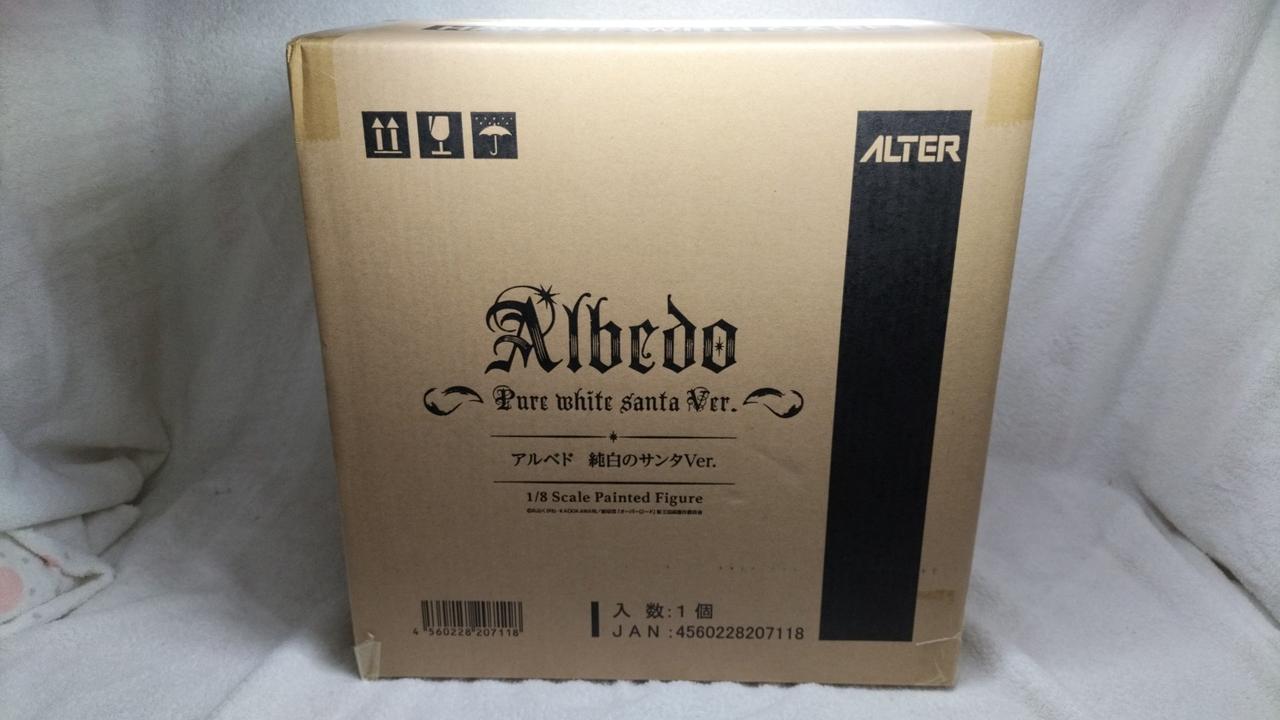 ALTER
Albedo
Pure white santa Ver.
アルベド 純白のサンタVer.
1/8 Scale Painted Figure
4 560228 207118
入 数:1 個
JAN:4560228207118